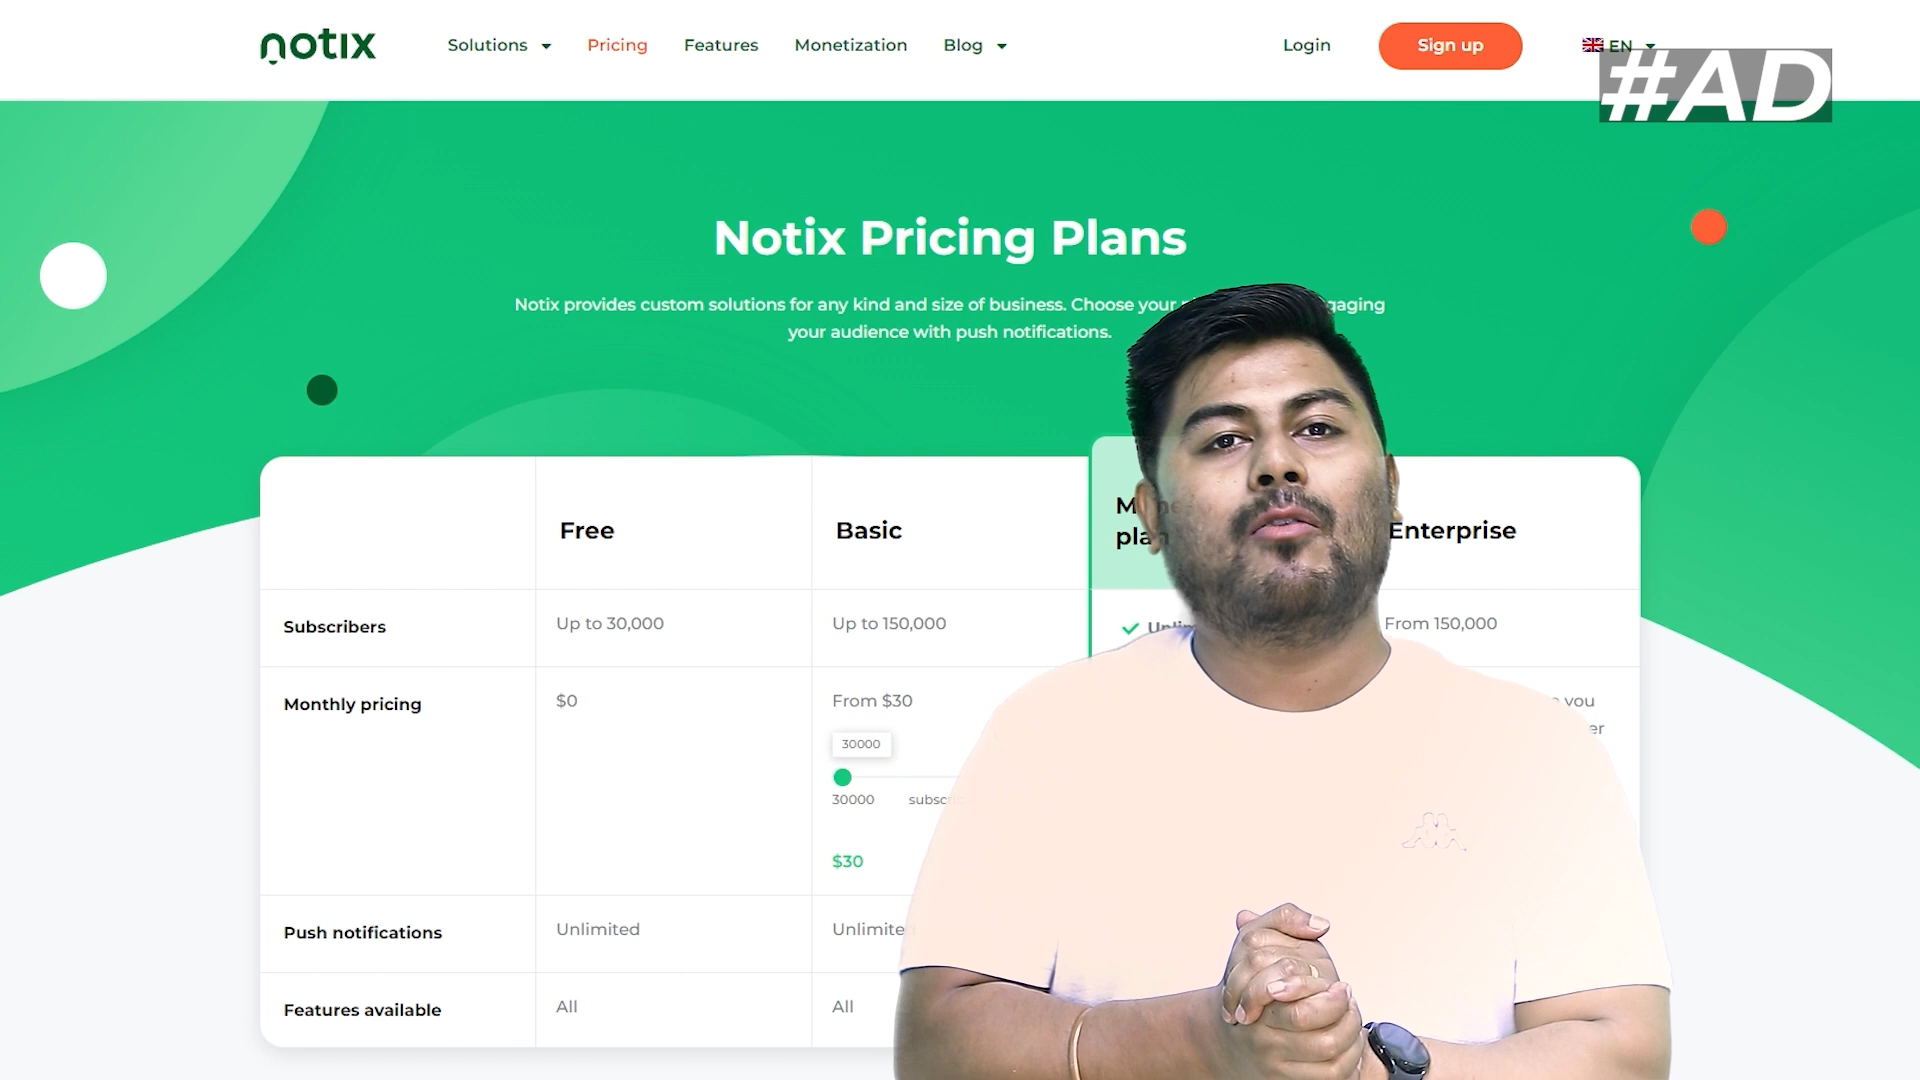 notix
Solutions
Pricing
Features
Monetization
Blog
Login
Sign up
EN
#AD
Notix Pricing Plans
Notix provides custom solutions for any kind and size of business. Choose your
your audience with push notifications.
Free
Basic
plan
Enterprise
Subscribers
Up to 30,000
Up to 150,000
From 150,000
Monthly pricing
$0
From $30
you
30000
30000
$30
Push notifications
Unlimited
Unlimited
Features available
All
All